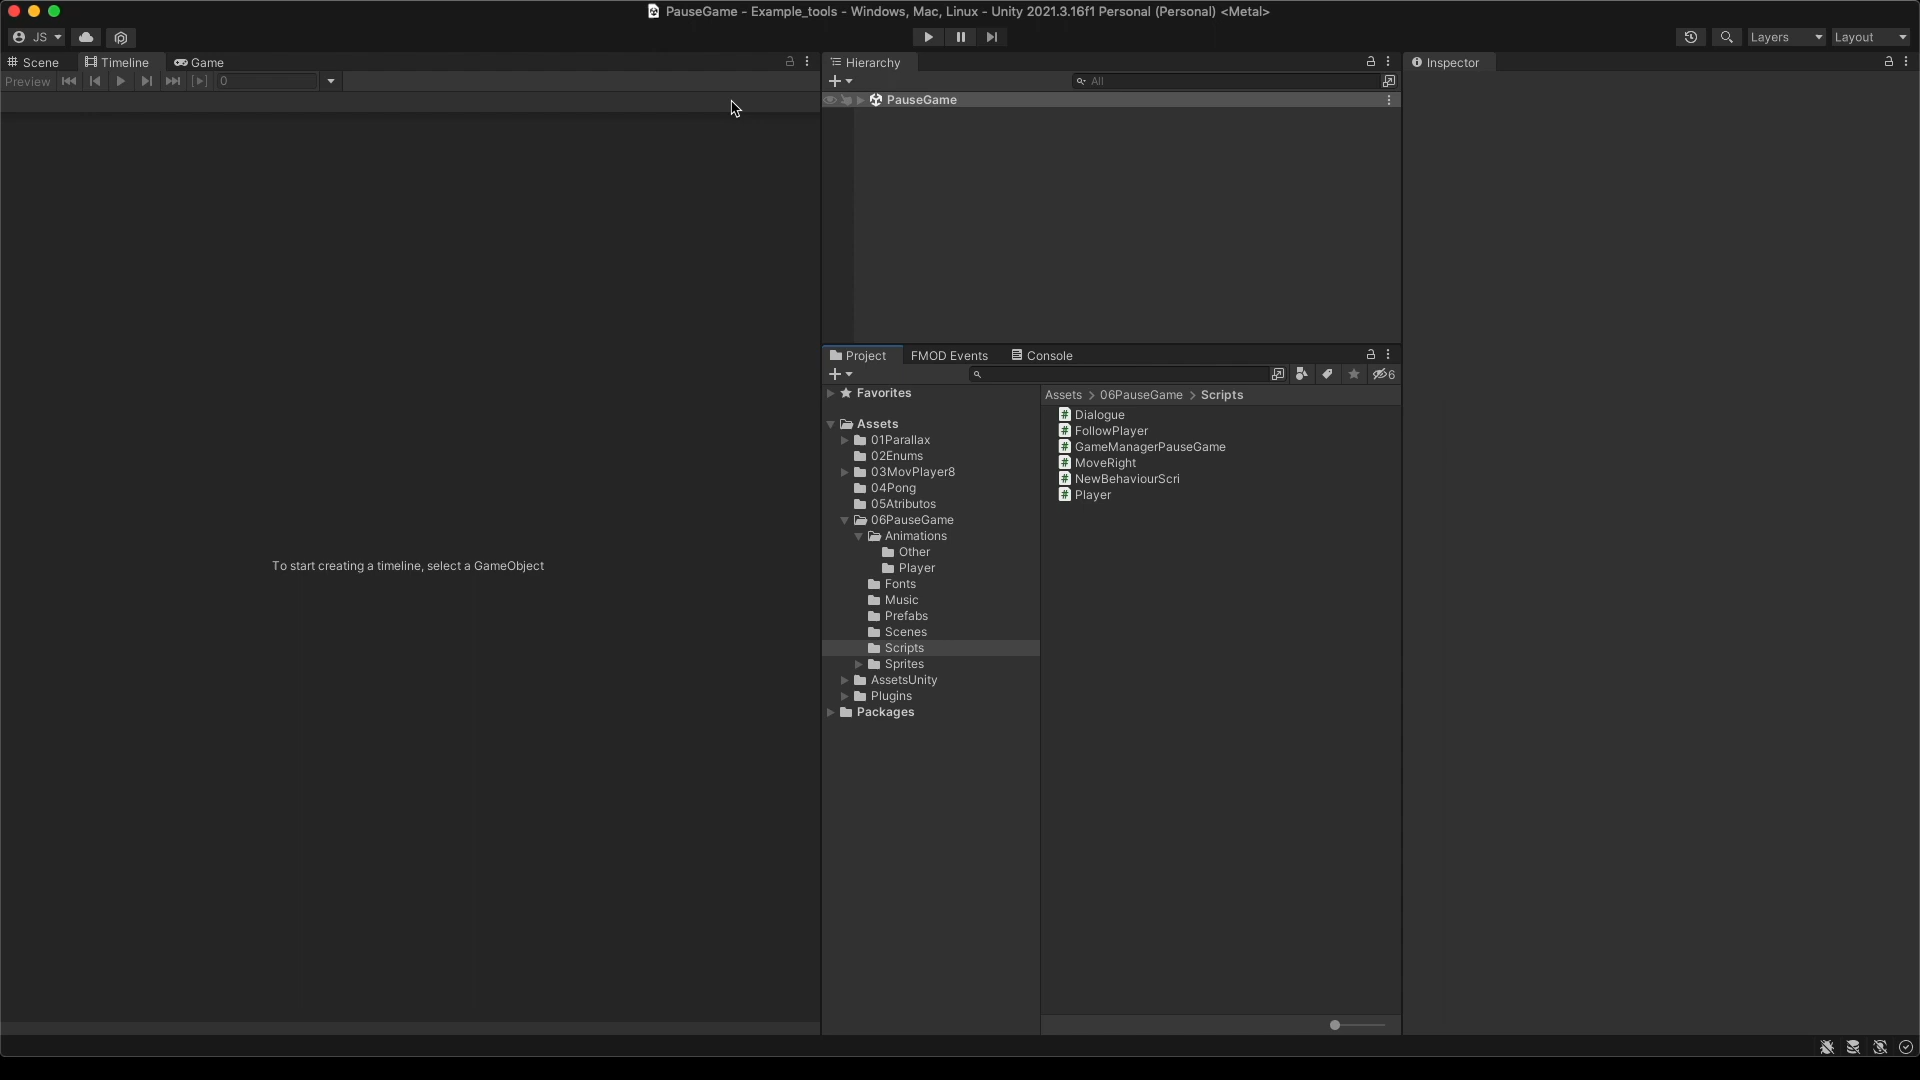 PauseGame - Example_tools - Windows, Mac, Linux - Unity 2021.3.16f1 Personal (Personal) <Metal>
JS
Layers
Layout
Scene
Timeline
Game
Preview
0
To start creating a timeline, select a GameObject
Hierarchy
All
PauseGame
Project
FMOD Events
Console
6
Favorites
Assets
01Parallax
02Enums
03MovPlayer8
04Pong
05Atributos
06PauseGame
Animations
Other
Player
Fonts
Music
Prefabs
Scenes
Scripts
Sprites
AssetsUnity
Plugins
Packages
Assets > 06PauseGame > Scripts
Dialogue
FollowPlayer
GameManagerPauseGame
MoveRight
NewBehaviourScri
Player
Inspector